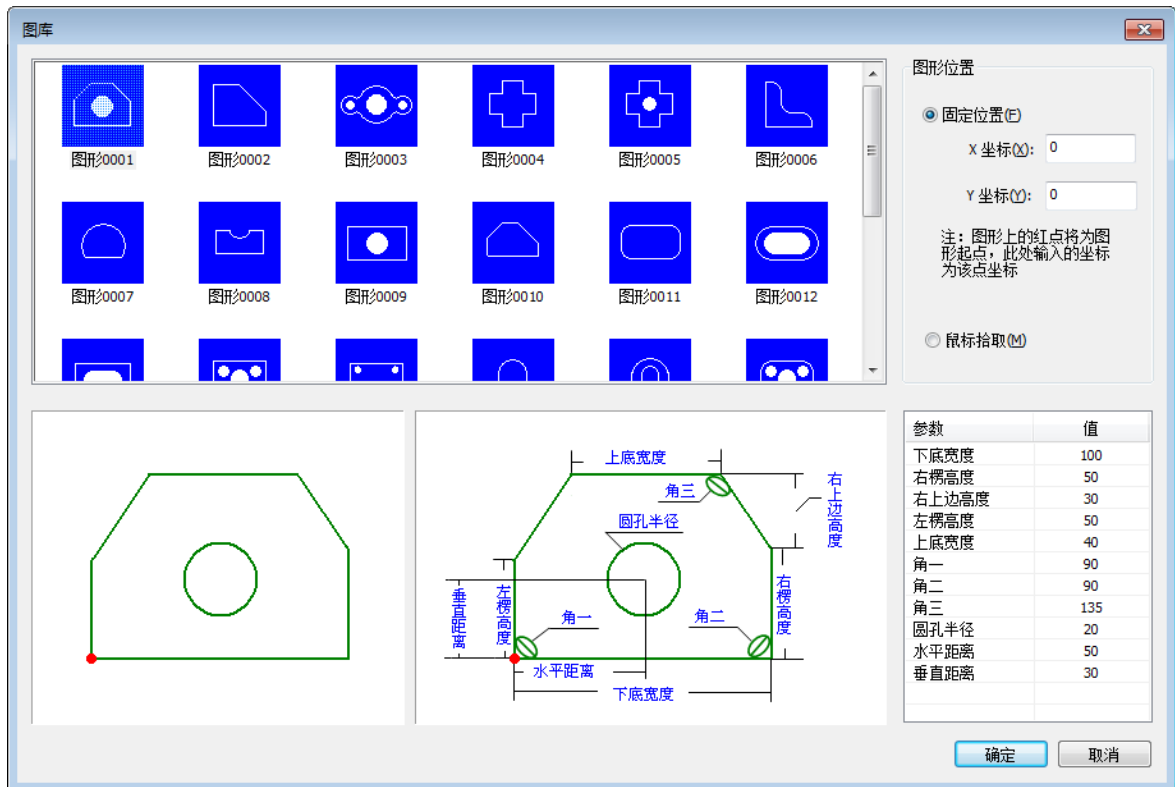 图库
图形0001
图形0002
图形0003
图形0004
图形0005
图形0006
图形0007
图形0008
图形0009
图形0010
图形0011
图形0012
图形位置
固定位置(F)
X 坐标(X): 0
Y 坐标(Y): 0
注：图形上的红点将为图
形起点，此处输入的坐标
为该点坐标
鼠标拾取(M)
上底宽度
角三
右上边高度
圆孔半径
垂直距离
左楞高度
角一
角二
右楞高度
水平距离
下底宽度
参数 值
下底宽度 100
右楞高度 50
右上边高度 30
左楞高度 50
上底宽度 40
角一 90
角二 90
角三 135
圆孔半径 20
水平距离 50
垂直距离 30
确定
取消